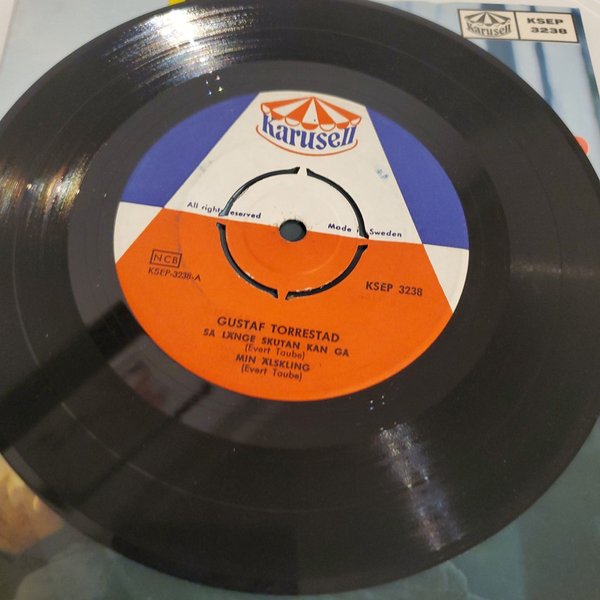 Karusell
KSEP
3238
Karusell
All rights reserved
Made in Sweden
NCB
KSEP-3238-A
KSEP 3238
GUSTAF TORRESTAD
SA LÄNGE SKUTAN KAN GA
(Evert Taube)
MIN ÄLSKLING
(Evert Taube)